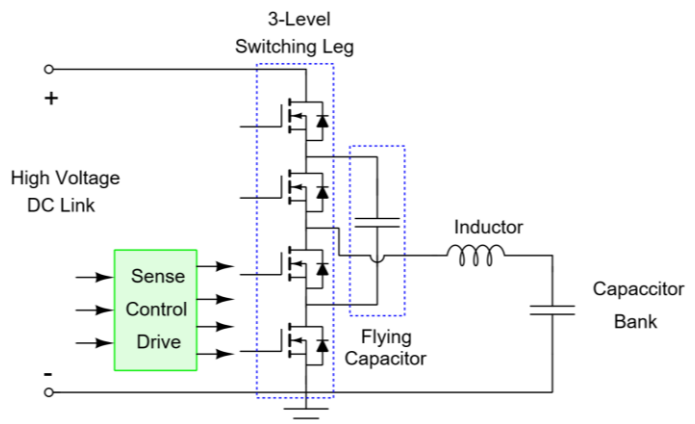 3-Level
Switching Leg
+
High Voltage
DC Link
Inductor
Sense
Control
Drive
Capaccitor
Bank
Flying
Capacitor
-